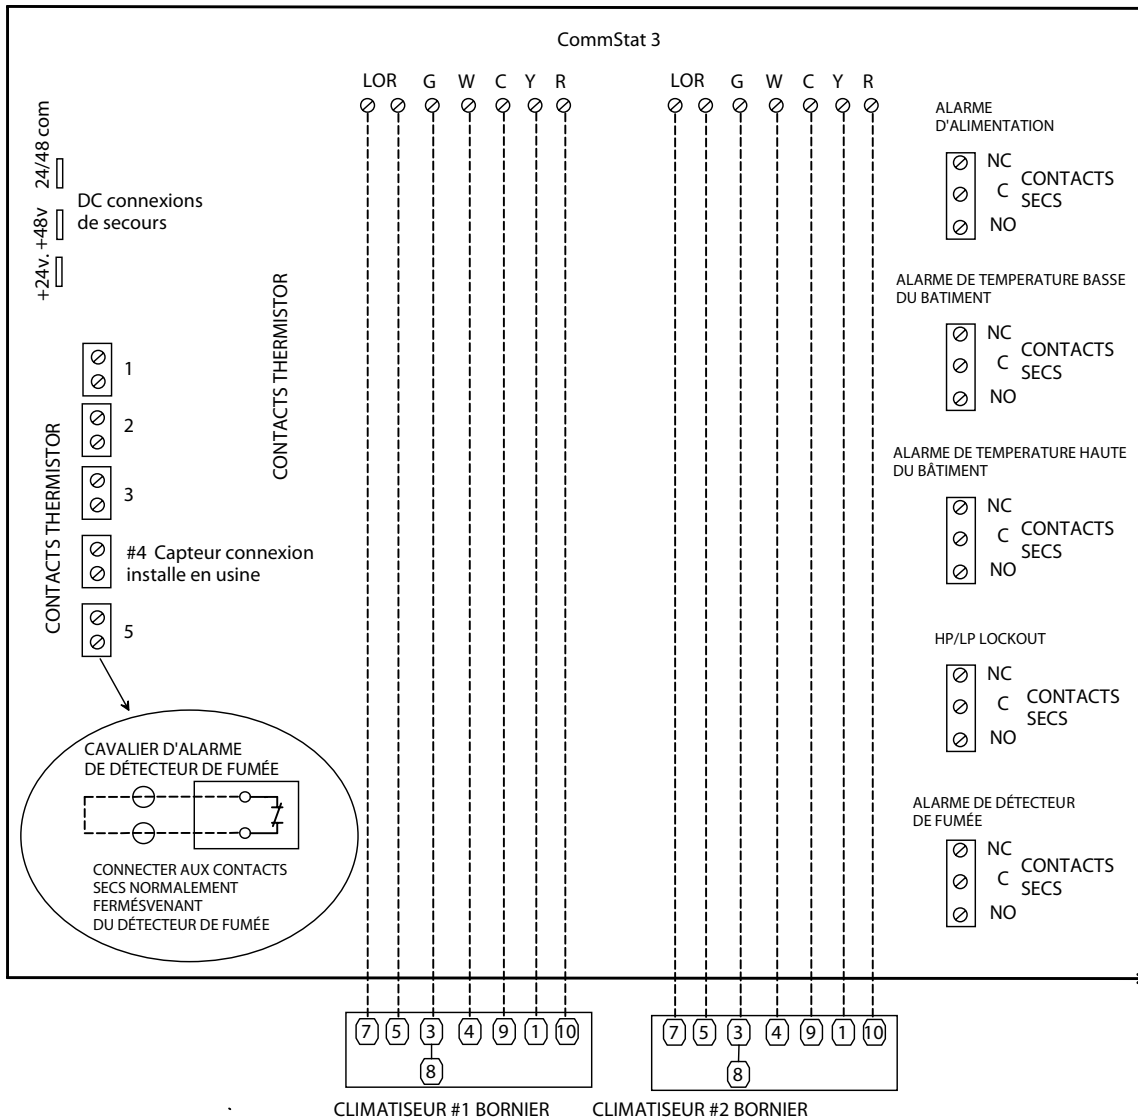 CommStat 3
LOR G W C Y R
LOR G W C Y R
24/48 com
+48v
+24v.
DC connexions
de secours
CONTACTS THERMISTOR
CONTACTS THERMISTOR
1
2
3
#4 Capteur connexion
installe en usine
5
CAVALIER D'ALARME
DE DÉTECTEUR DE FUMÉE
CONNECTER AUX CONTACTS
SECS NORMALEMENT
FERMÉSVENANT
DU DÉTECTEUR DE FUMÉE
ALARME
D'ALIMENTATION
NC
C
NO
CONTACTS
SECS
ALARME DE TEMPERATURE BASSE
DU BATIMENT
NC
C
NO
CONTACTS
SECS
ALARME DE TEMPERATURE HAUTE
DU BÂTIMENT
NC
C
NO
CONTACTS
SECS
HP/LP LOCKOUT
NC
C
NO
CONTACTS
SECS
ALARME DE DÉTECTEUR
DE FUMÉE
NC
C
NO
CONTACTS
SECS
7 5 3 4 9 1 10
8
CLIMATISEUR #1 BORNIER
7 5 3 4 9 1 10
8
CLIMATISEUR #2 BORNIER